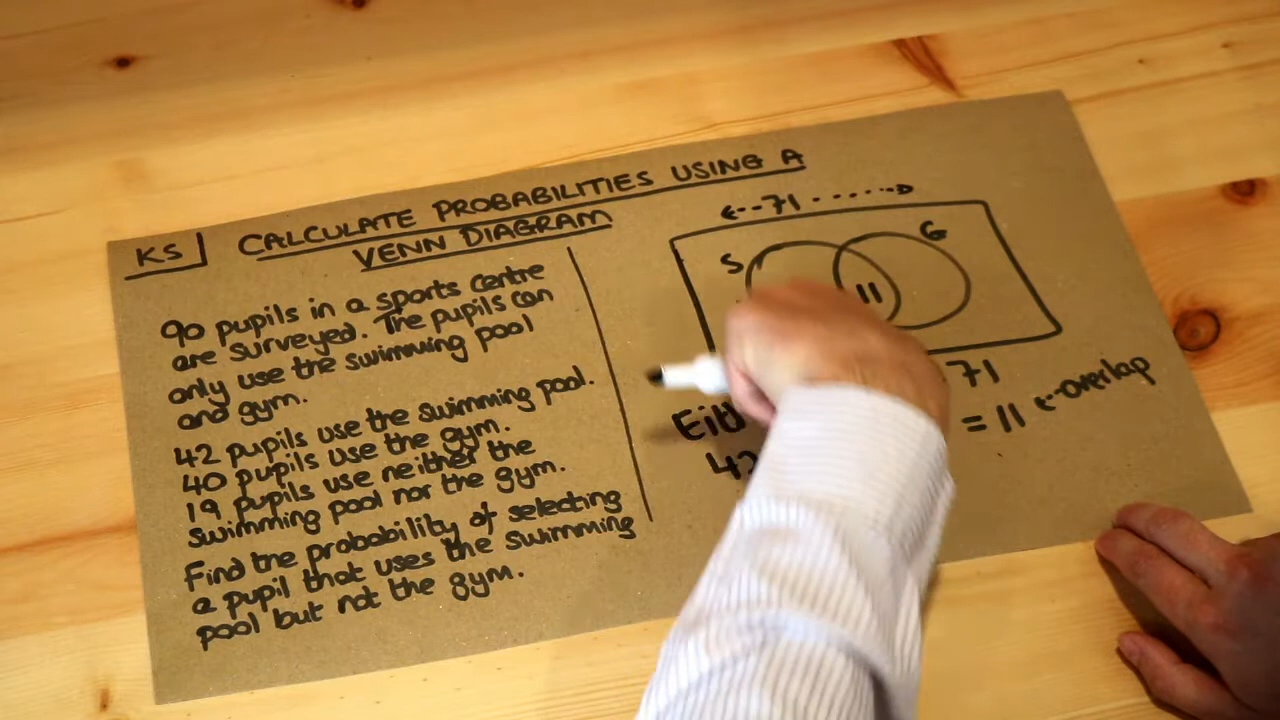 KS
CALCULATE PROBABILITIES USING A
VENN DIAGRAM
90 pupils in a sports centre
are surveyed. The pupils can
only use the swimming pool
and gym.
42 pupils use the swimming pool.
40 pupils use the gym.
19 pupils use neither the
swimming pool nor the gym.
Find the probability of selecting
a pupil that uses the swimming
pool but not the gym.
71
S G
11
71
= 11 overlap
42